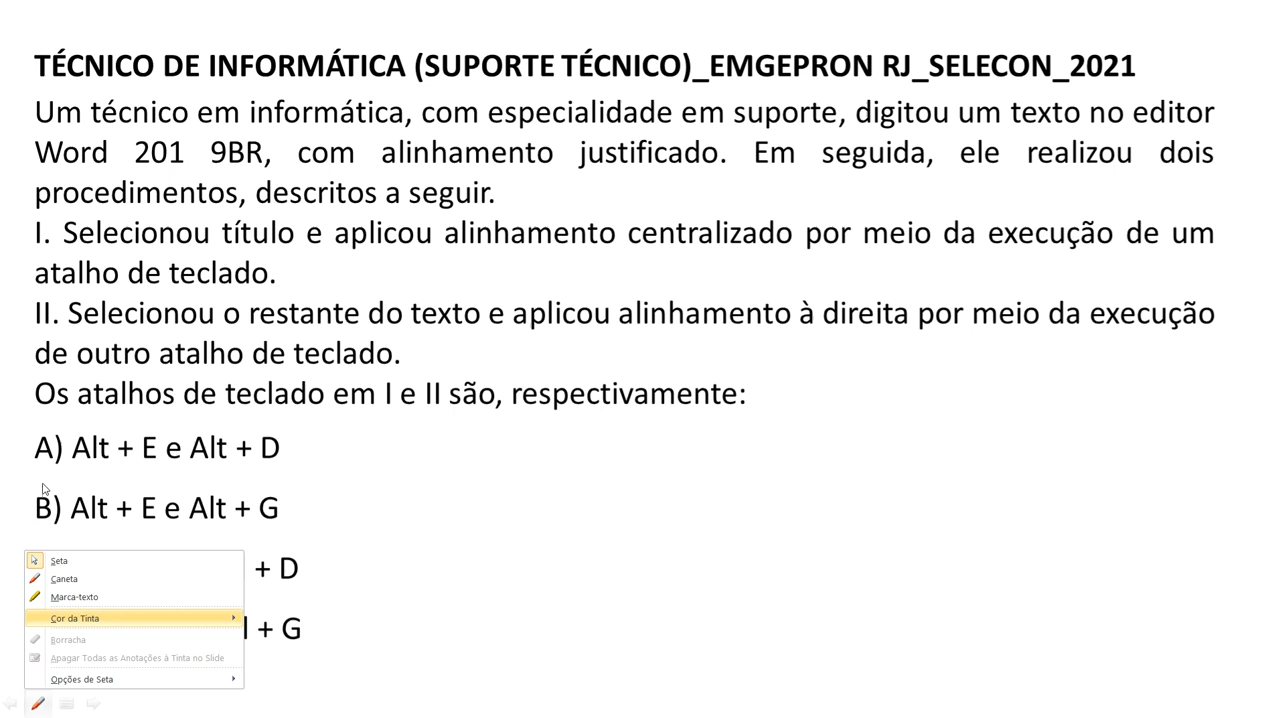 TÉCNICO DE INFORMÁTICA (SUPORTE TÉCNICO)_EMGEPRON RJ_SELECON_2021
Um técnico em informática, com especialidade em suporte, digitou um texto no editor
Word 201 9BR, com alinhamento justificado. Em seguida, ele realizou dois
procedimentos, descritos a seguir.
I. Selecionou título e aplicou alinhamento centralizado por meio da execução de um
atalho de teclado.
II. Selecionou o restante do texto e aplicou alinhamento à direita por meio da execução
de outro atalho de teclado.
Os atalhos de teclado em I e II são, respectivamente:
A) Alt + E e Alt + D
B) Alt + E e Alt + G
+ D
l + G
Seta
Caneta
Marca-texto
Cor da Tinta
Borracha
Apagar Todas as Anotações à Tinta no Slide
Opções de Seta